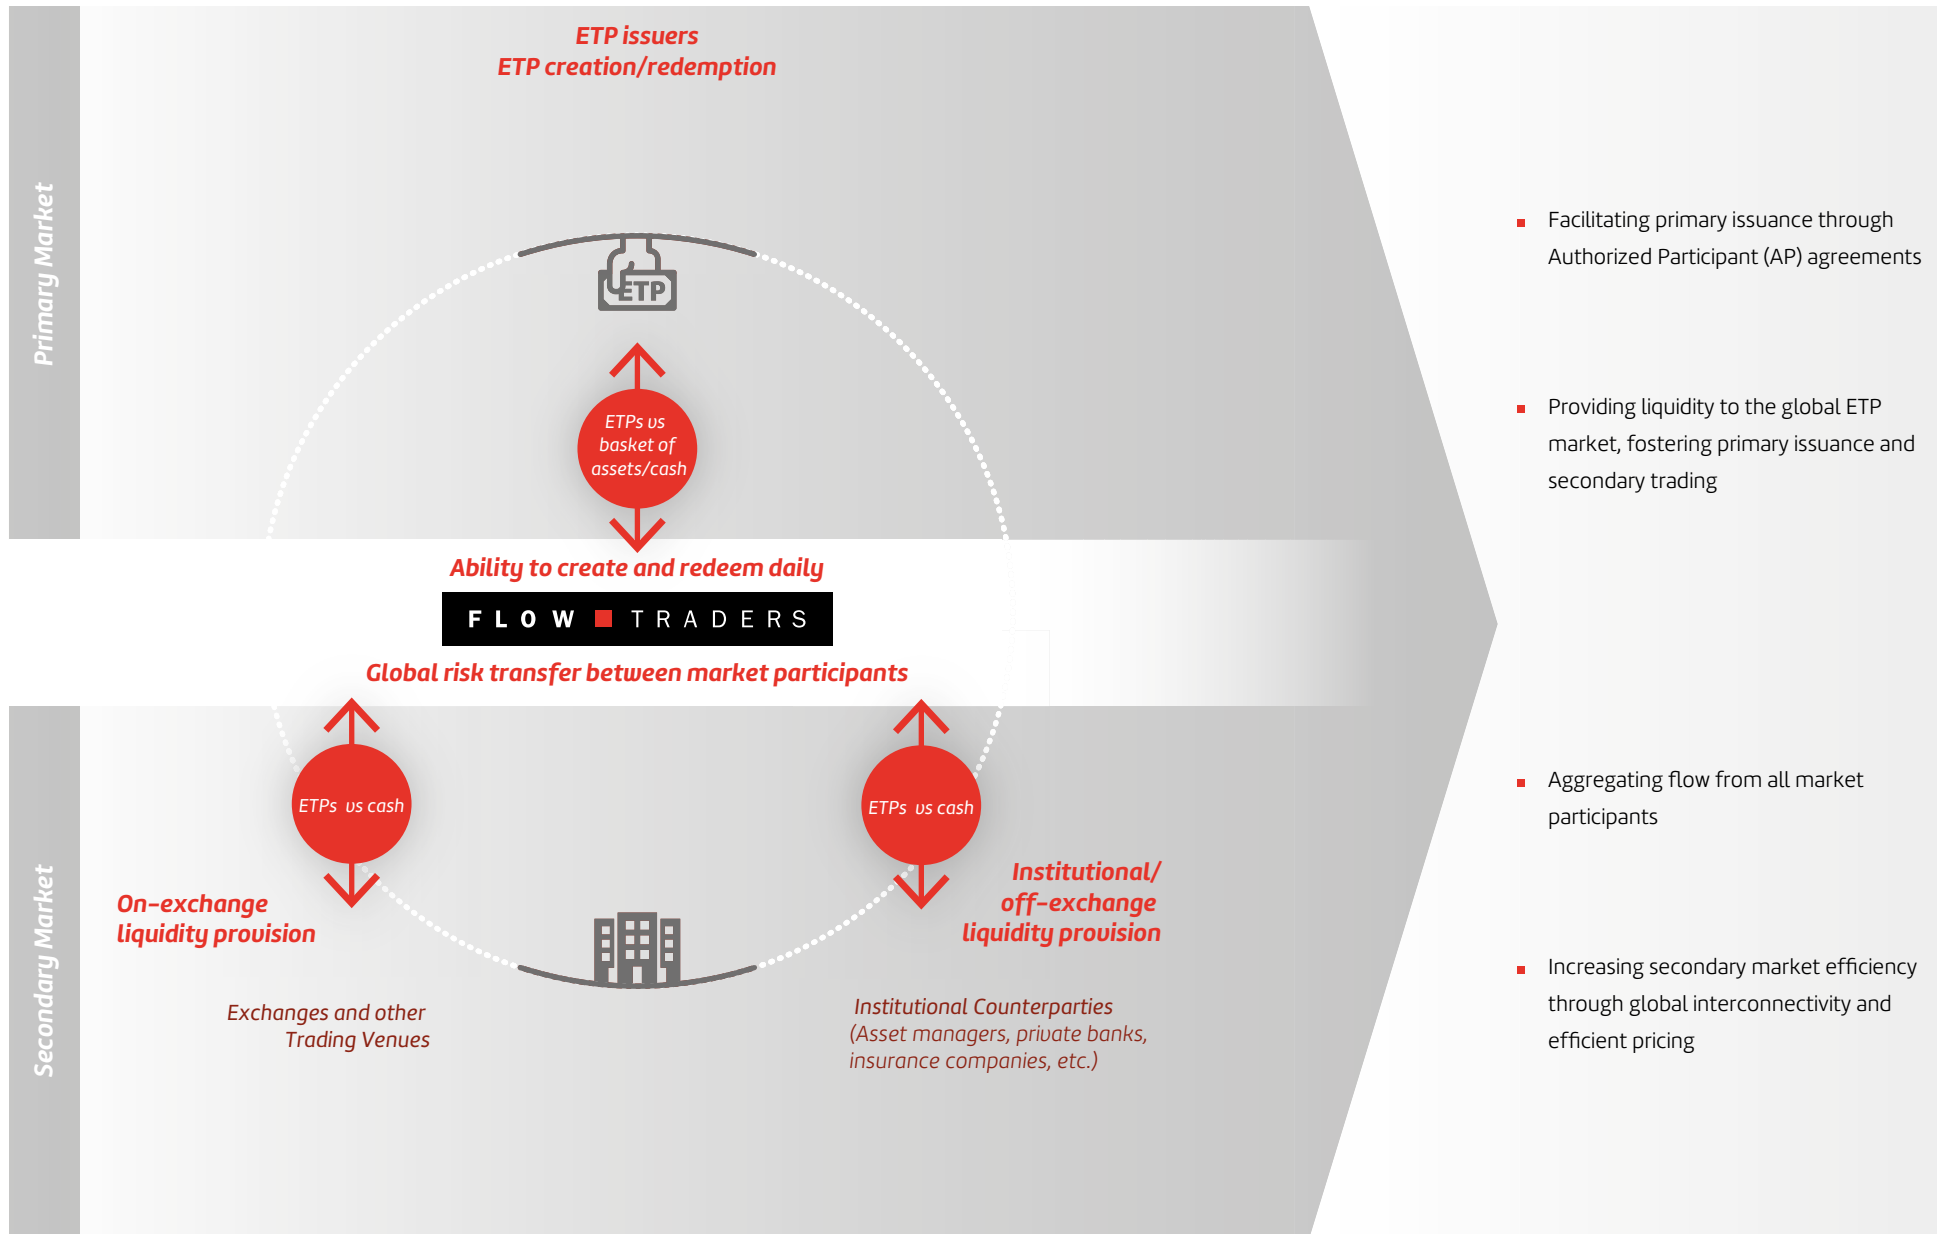 ETP issuers
ETP creation/redemption
Primary Market
ETP
ETPs vs
basket of
assets/cash
Ability to create and redeem daily
FLOW TRADERS
Global risk transfer between market participants
ETPs vs cash
ETPs vs cash
Secondary Market
On-exchange
liquidity provision
Institutional/
off-exchange
liquidity provision
Exchanges and other
Trading Venues
Institutional Counterparties
(Asset managers, private banks,
insurance companies, etc.)
Facilitating primary issuance through
Authorized Participant (AP) agreements
Providing liquidity to the global ETP
market, fostering primary issuance and
secondary trading
Aggregating flow from all market
participants
Increasing secondary market efficiency
through global interconnectivity and
efficient pricing